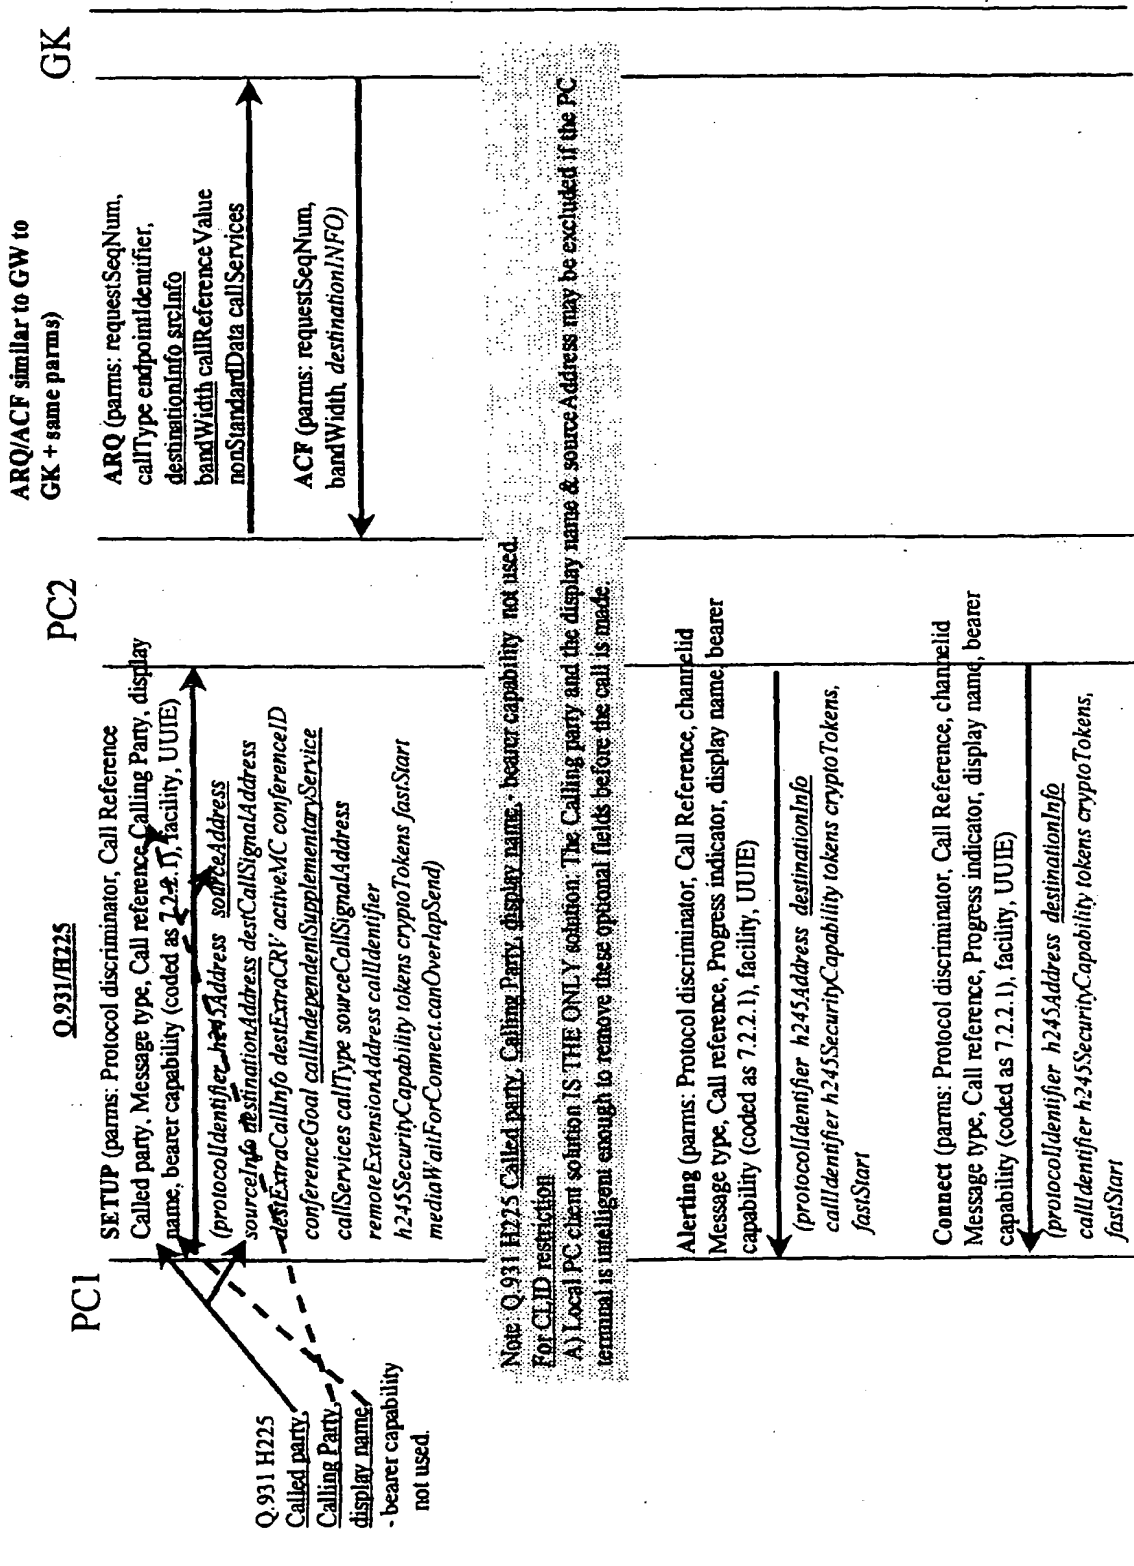 ARQ/ACF similar to GW to
GK + same parms)
PC1
Q.931/H225
PC2
GK
SETUP (parms: Protocol discriminator, Call Reference
Called party, Message type, Call reference, Calling Party, display
name, bearer capability (coded as 7.2.2.1), facility, UUIE)
(protocolIdentifier h245Address sourceAddress
sourceInfo destinationAddress destCallSignalAddress
destExtraCallInfo destExtraCRV activeMC conferenceID
conferenceGoal callIndependentSupplementaryService
callServices callType sourceCallSignalAddress
remoteExtensionAddress callIdentifier
h245SecurityCapability tokens cryptoTokens fastStart
mediaWaitForConnect canOverlapSend)
ARQ (parms: requestSeqNum,
callType endpointIdentifier,
destinationInfo srcInfo
bandWidth callReferenceValue
nonStandardData callServices
ACF (parms: requestSeqNum,
bandWidth, destinationINFO)
Q.931 H225
Called party,
Calling Party,
display name,
- bearer capability
not used.
Note: Q.931 H225 Called party, Calling Party, display name, - bearer capability not used.
For CLID restriction
A) Local PC client solution IS THE ONLY solution: The Calling party and the display name & sourceAddress may be excluded if the PC
terminal is intelligent enough to remove these optional fields before the call is made.
Alerting (parms: Protocol discriminator, Call Reference, channelid
Message type, Call reference, Progress indicator, display name, bearer
capability (coded as 7.2.2.1), facility, UUIE)
(protocolIdentifier h245Address destinationInfo
callIdentifier h245SecurityCapability tokens cryptoTokens,
fastStart
Connect (parms: Protocol discriminator, Call Reference, channelid
Message type, Call reference, Progress indicator, display name, bearer
capability (coded as 7.2.2.1), facility, UUIE)
(protocolIdentifier h245Address destinationInfo
callIdentifier h245SecurityCapability tokens cryptoTokens,
fastStart